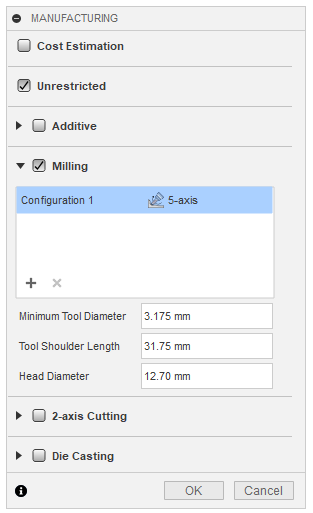 MANUFACTURING
Cost Estimation
Unrestricted
Additive
Milling
Configuration 1 5-axis
Minimum Tool Diameter 3.175 mm
Tool Shoulder Length 31.75 mm
Head Diameter 12.70 mm
2-axis Cutting
Die Casting
OK Cancel